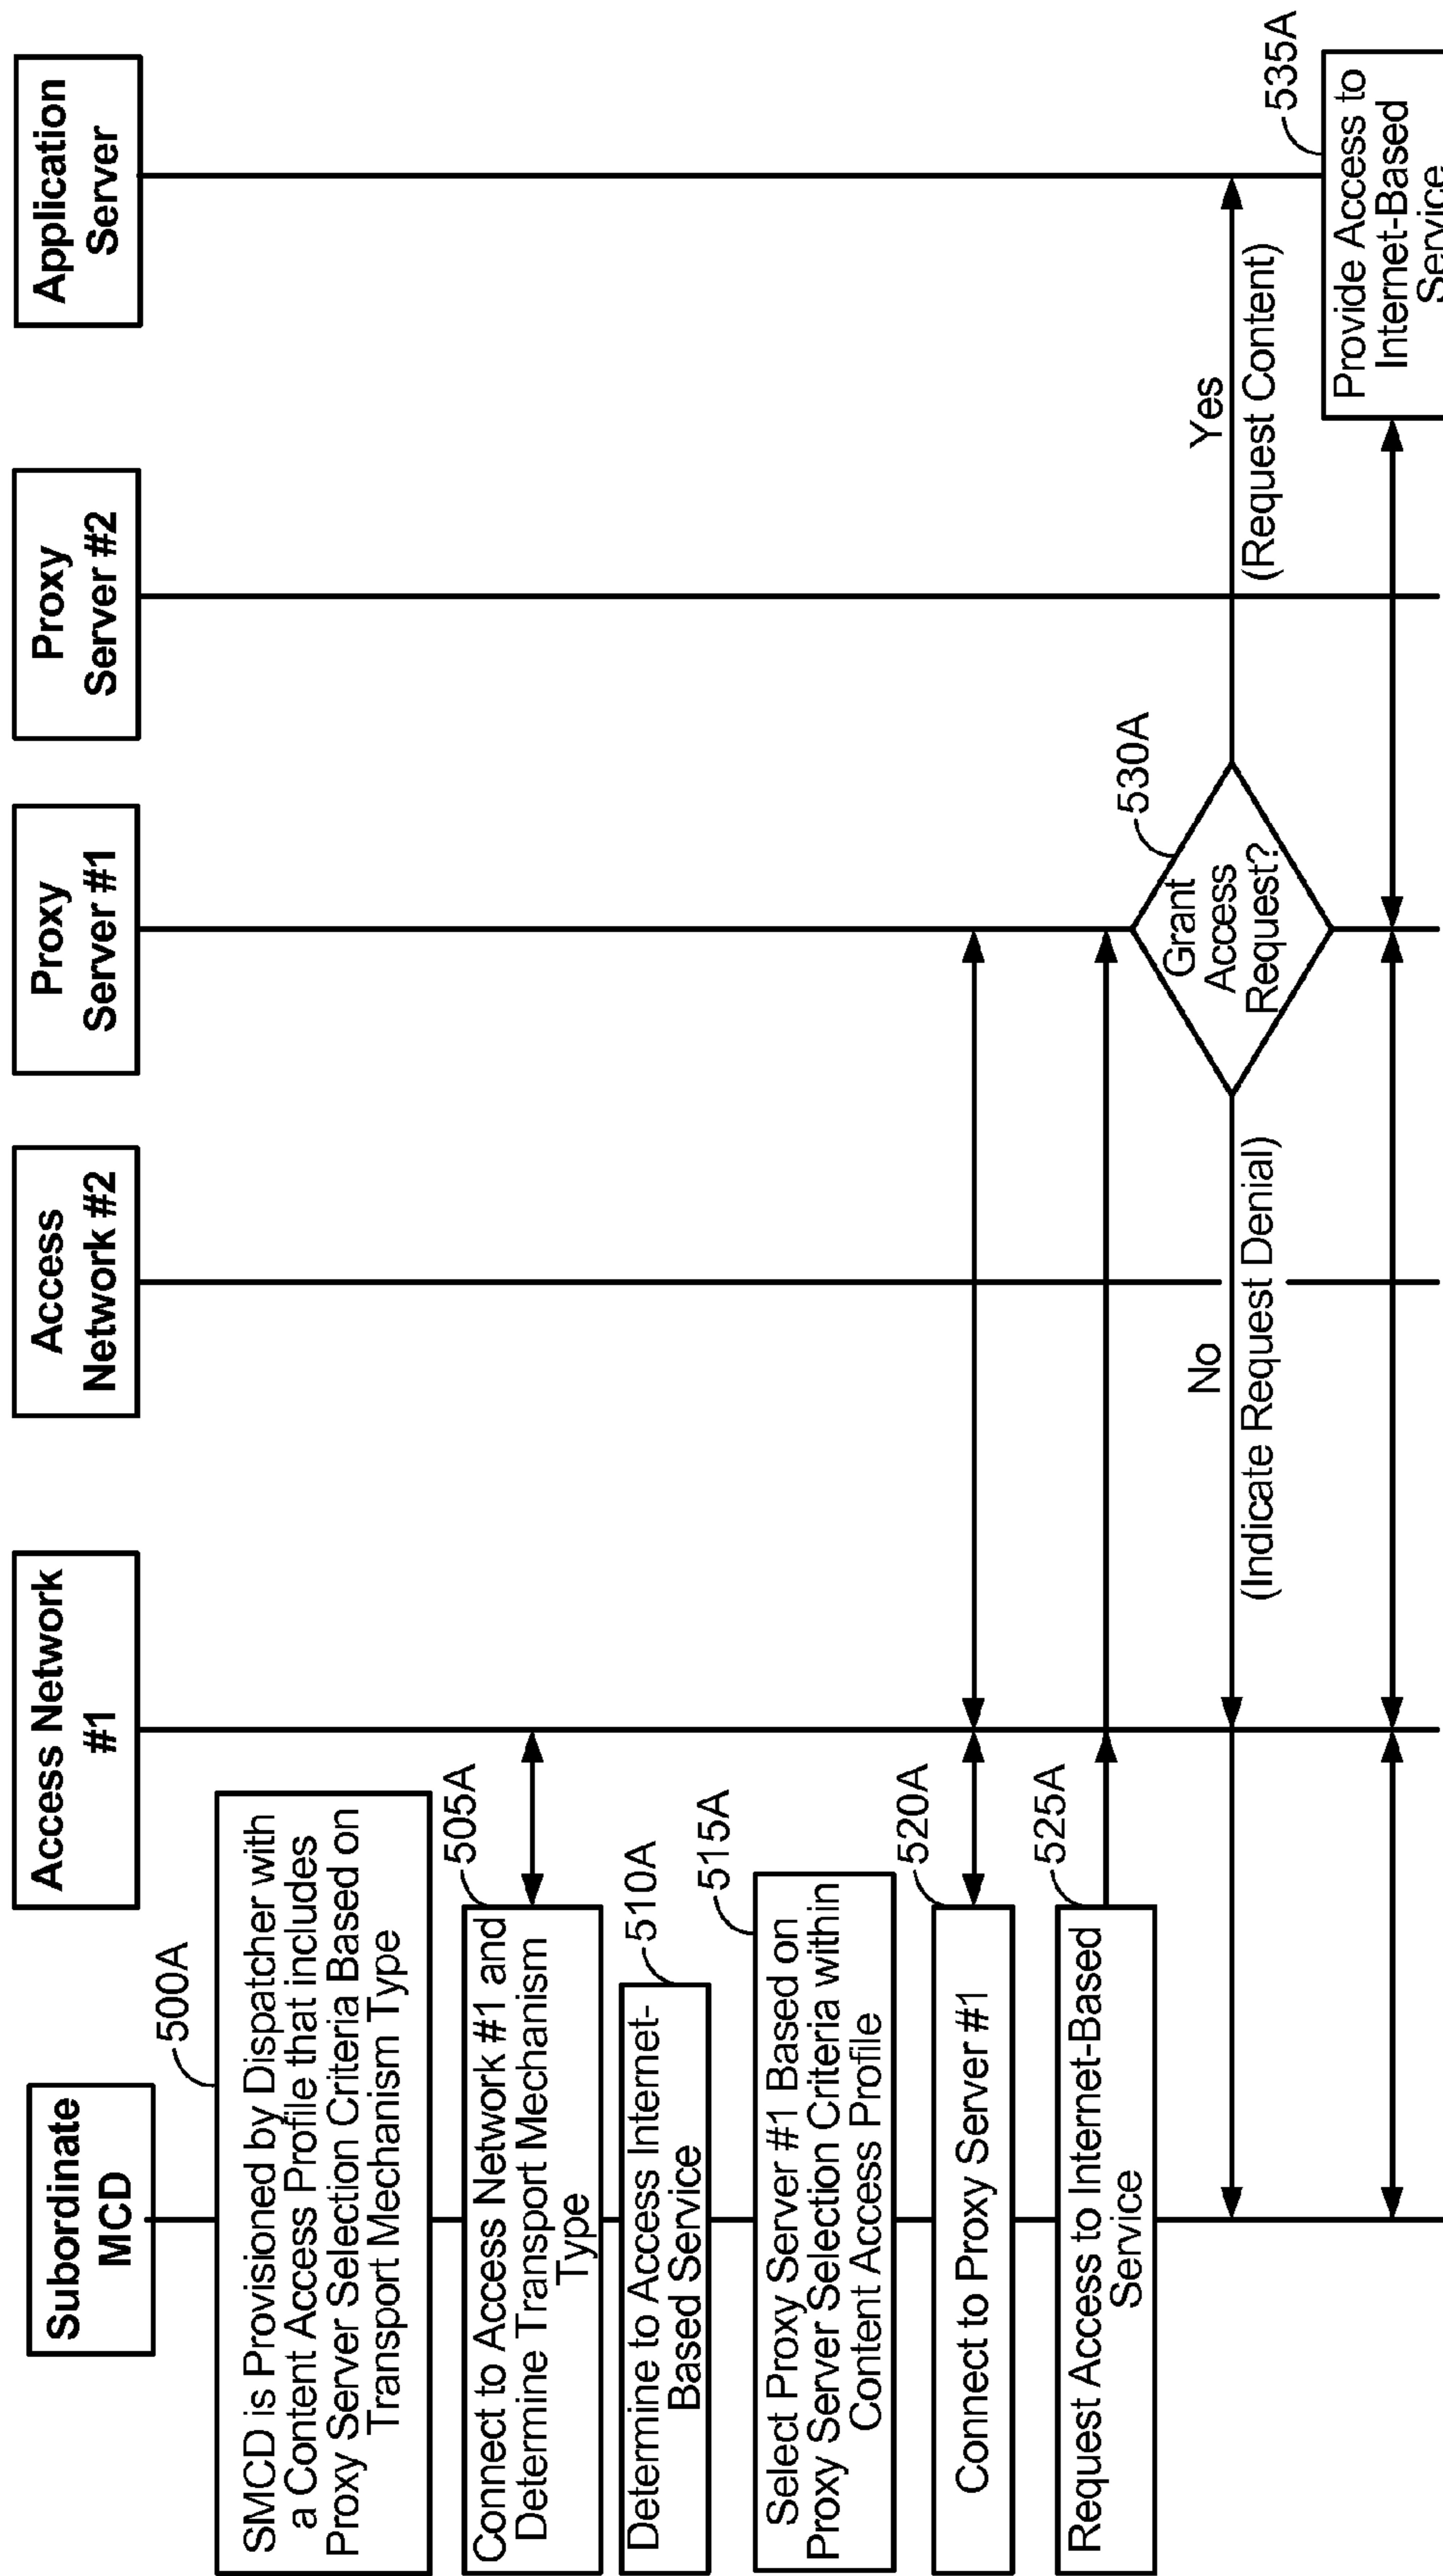 Subordinate
MCD
Access Network
#1
Access
Network #2
Proxy
Server #1
Proxy
Server #2
Application
Server
500A
SMCD is Provisioned by Dispatcher with
a Content Access Profile that includes
Proxy Server Selection Criteria Based on
Transport Mechanism Type
505A
Connect to Access Network #1 and
Determine Transport Mechanism
Type
510A
Determine to Access Internet-
Based Service
515A
Select Proxy Server #1 Based on
Proxy Server Selection Criteria within
Content Access Profile
520A
Connect to Proxy Server #1
525A
Request Access to Internet-Based
Service
530A
Grant
Access
Request?
No
(Indicate Request Denial)
Yes
(Request Content)
535A
Provide Access to
Internet-Based
Service